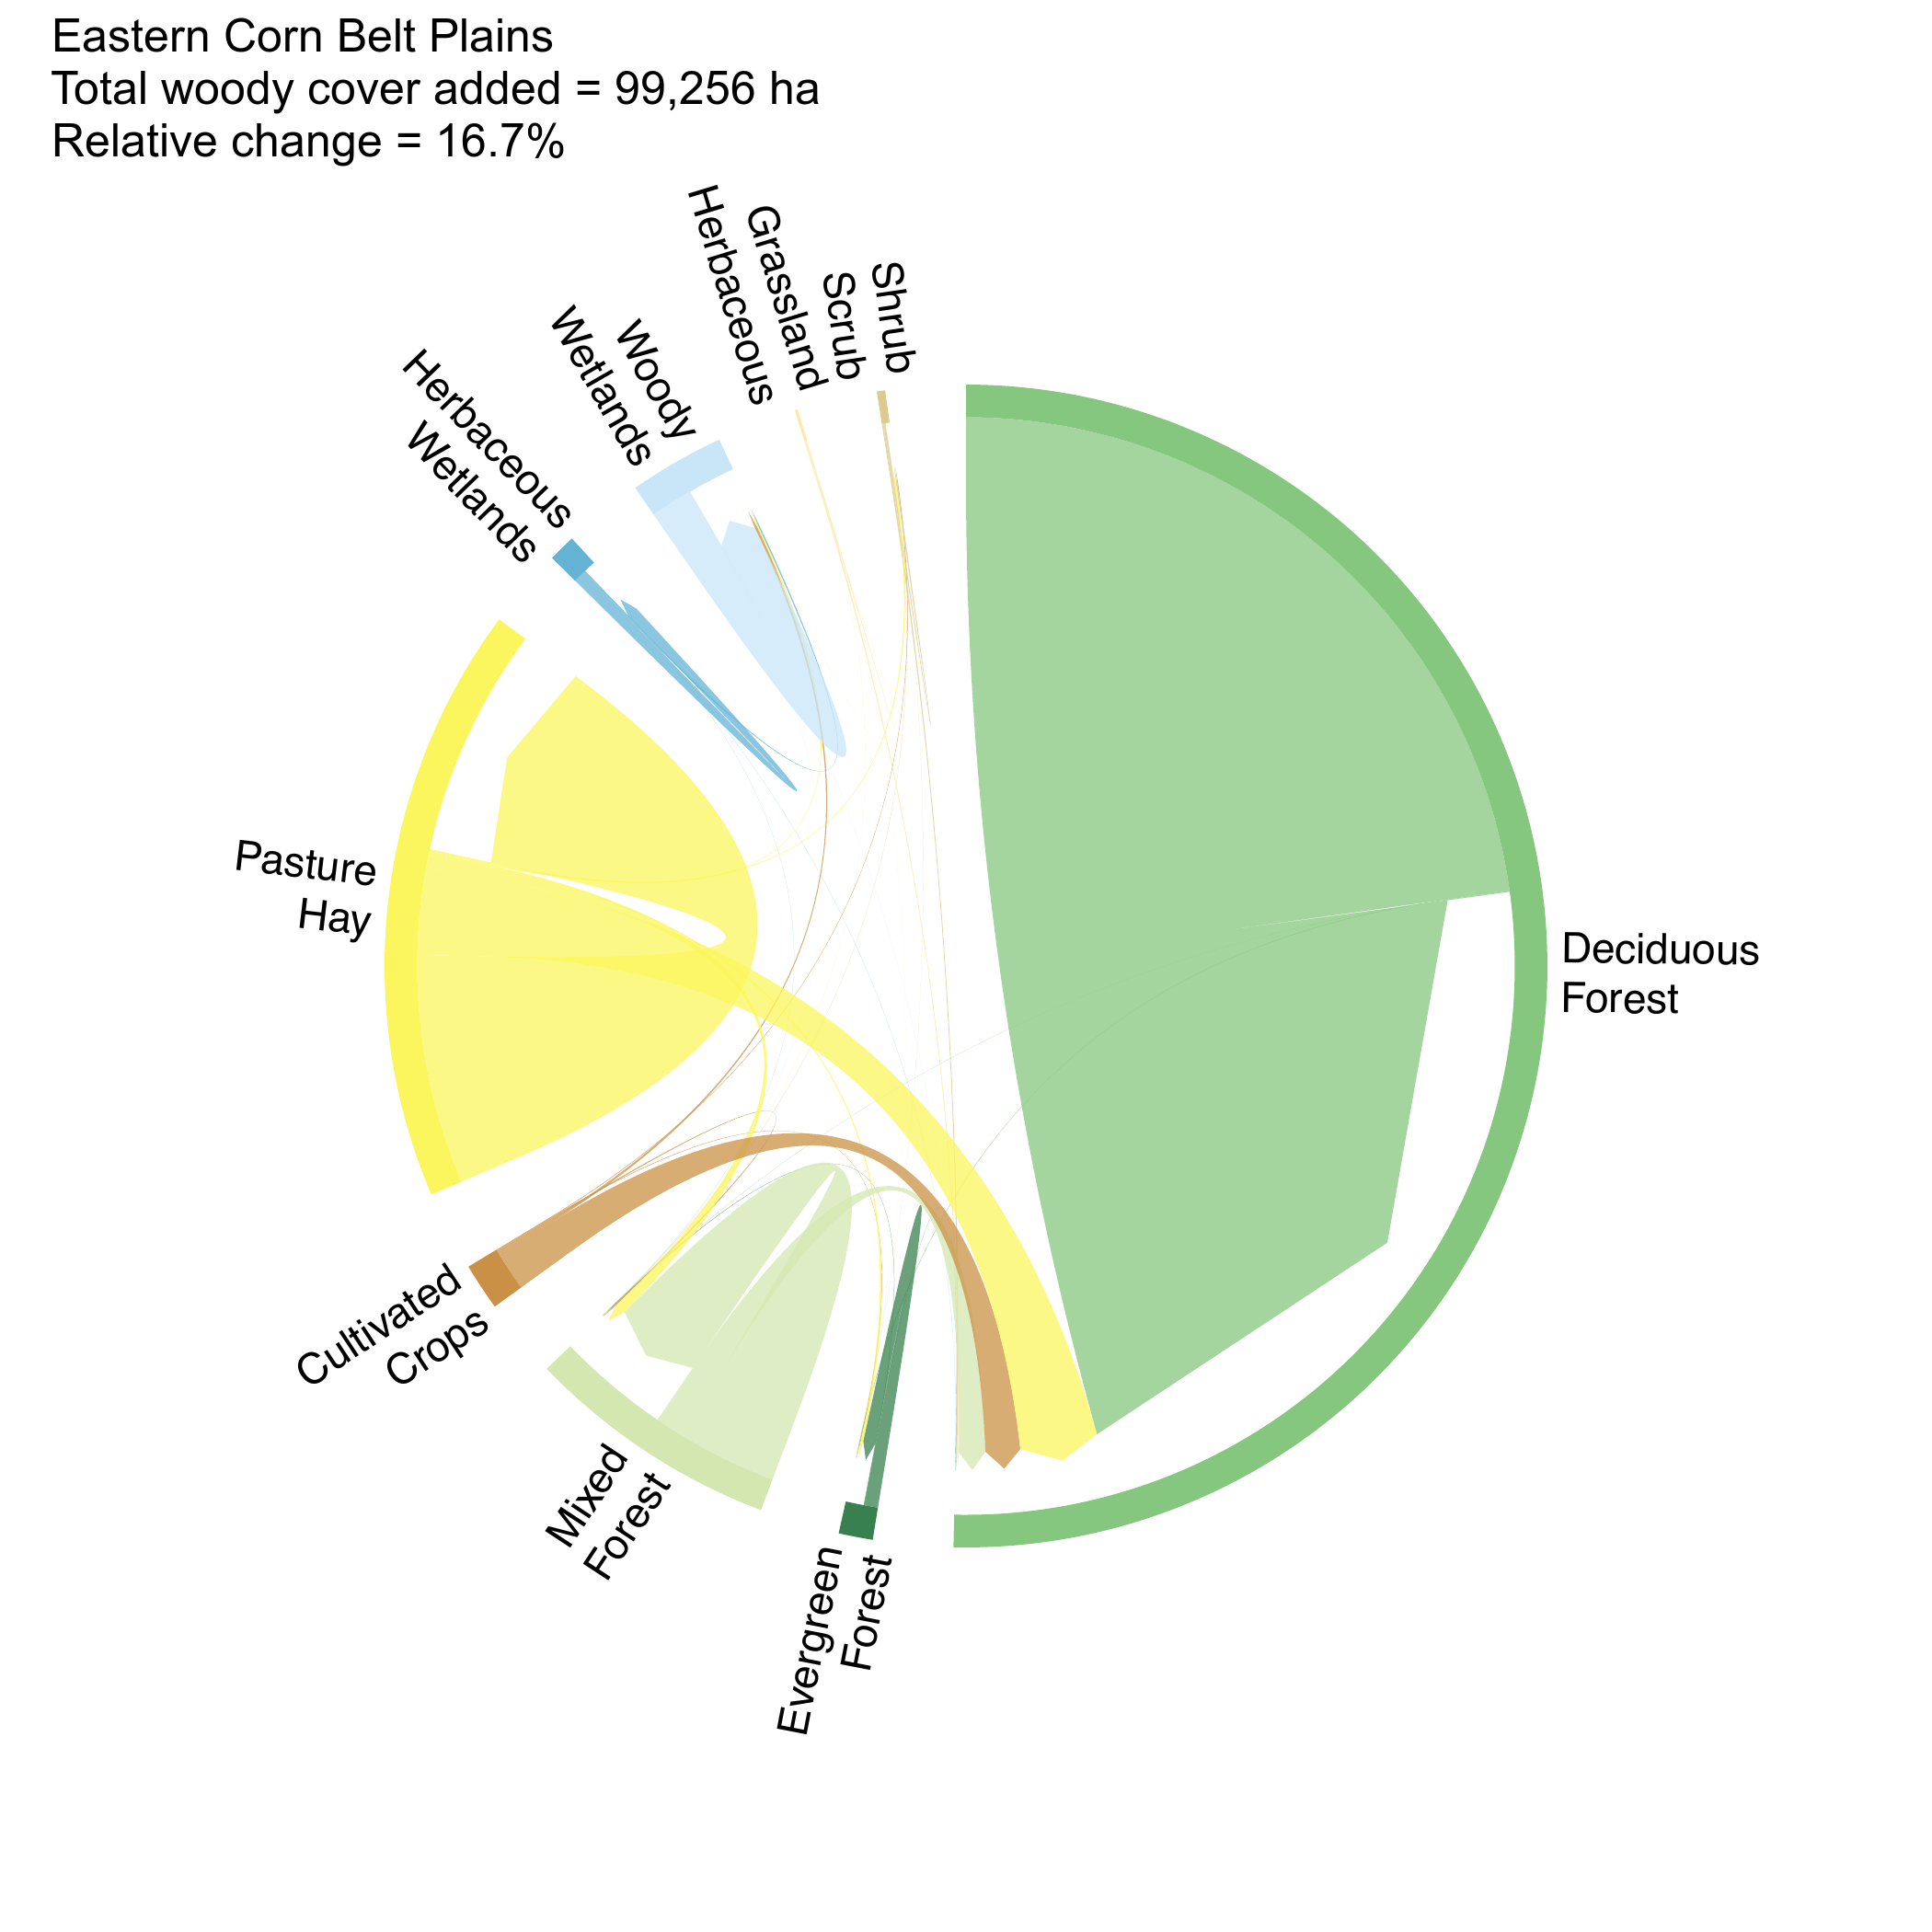 Eastern Corn Belt Plains
Total woody cover added = 99,256 ha
Relative change = 16.7%
Shrub
Scrub
Grassland
Herbaceous
Woody
Wetlands
Herbaceous
Wetlands
Pasture
Hay
Deciduous
Forest
Cultivated
Crops
Mixed
Forest
Evergreen
Forest